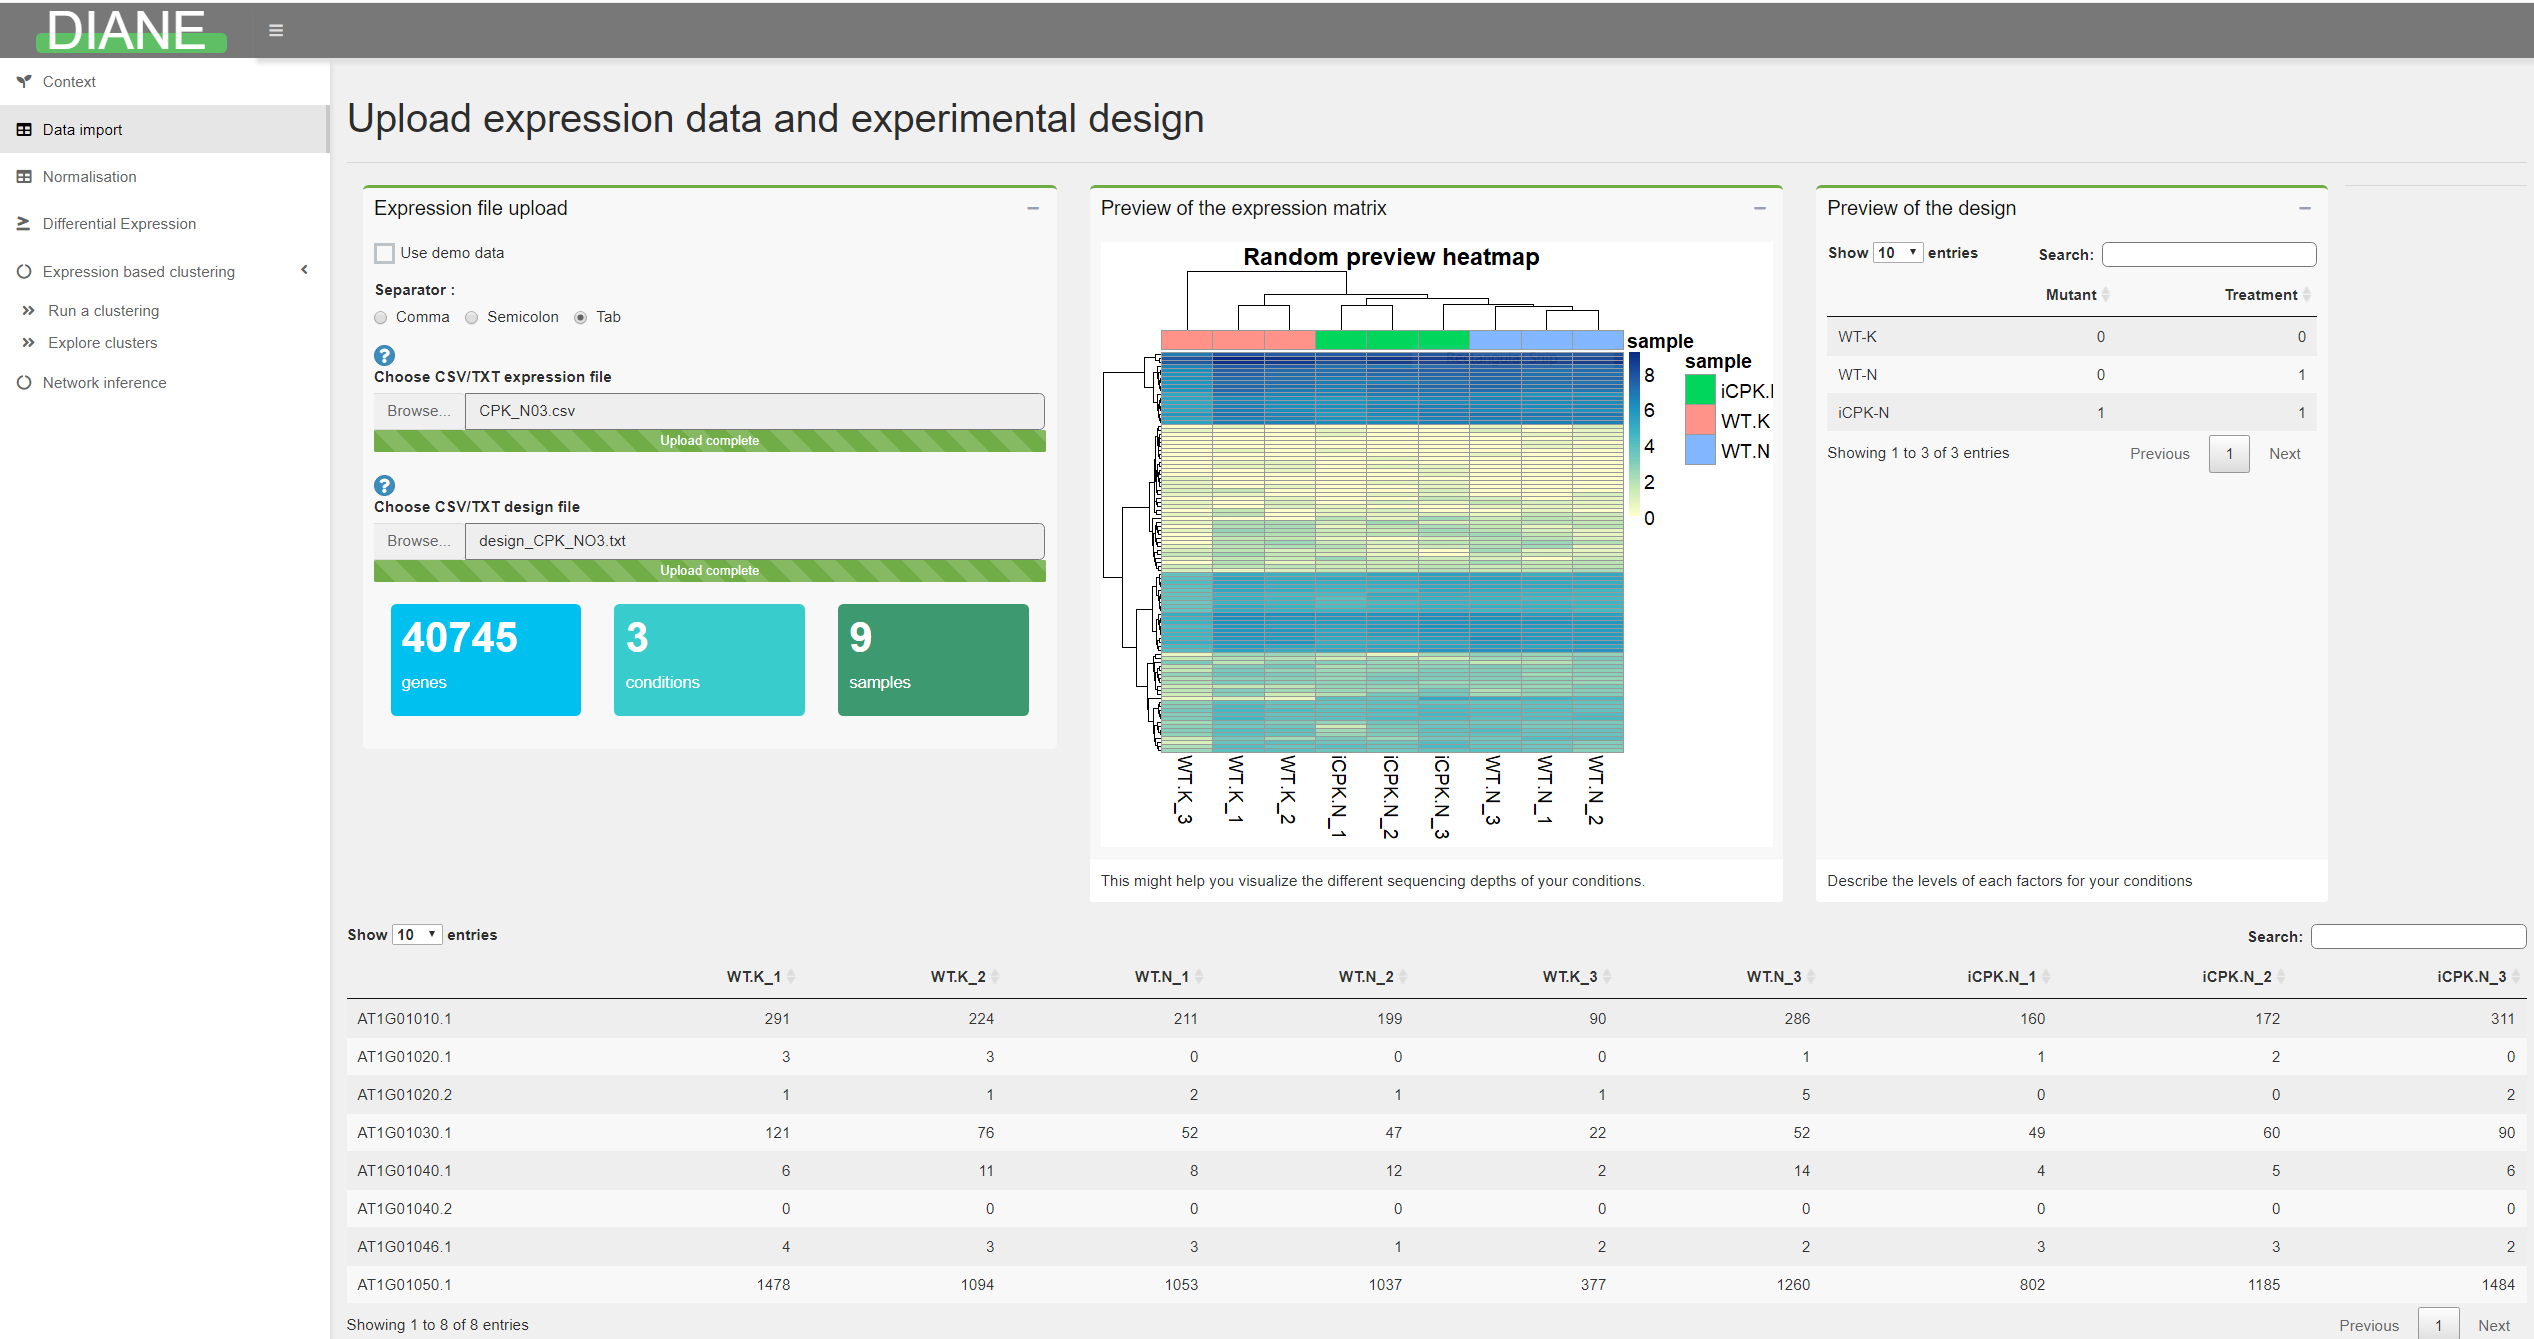 DIANE
Context
Data import
Normalisation
Differential Expression
Expression based clustering
Run a clustering
Explore clusters
Network inference
Upload expression data and experimental design
Expression file upload
Use demo data
Separator :
Comma Semicolon Tab
?
Choose CSV/TXT expression file
Browse... CPK_N03.csv
Upload complete
?
Choose CSV/TXT design file
Browse... design_CPK_NO3.txt
Upload complete
40745 3 9
genes conditions samples
Preview of the expression matrix
Random preview heatmap
sample
8
6
4
2
0
sample
WT.K
WT.N
WT.K_3 WT.K_1 WT.K_2 iCPK.N_1 iCPK.N_2 iCPK.N_3 WT.N_3 WT.N_1 WT.N_2
This might help you visualize the different sequencing depths of your conditions.
Preview of the design
Show 10 entries Search:
Mutant Treatment
WT-K 0 0
WT-N 0 1
iCPK-N 1 1
Showing 1 to 3 of 3 entries Previous 1 Next
Describe the levels of each factors for your conditions
Show 10 entries Search:
WT.K_1 WT.K_2 WT.N_1 WT.N_2 WT.K_3 WT.N_3 iCPK.N_1 iCPK.N_2 iCPK.N_3
AT1G01010.1 291 224 211 199 90 286 160 172 311
AT1G01020.1 3 3 0 0 0 1 1 2 0
AT1G01020.2 1 1 2 1 1 5 0 0 2
AT1G01030.1 121 76 52 47 22 52 49 60 90
AT1G01040.1 6 11 8 12 2 14 4 5 6
AT1G01040.2 0 0 0 0 0 0 0 0 0
AT1G01046.1 4 3 3 1 2 2 3 3 2
AT1G01050.1 1478 1094 1053 1037 377 1260 802 1185 1484
Showing 1 to 8 of 8 entries Previous 1 Next